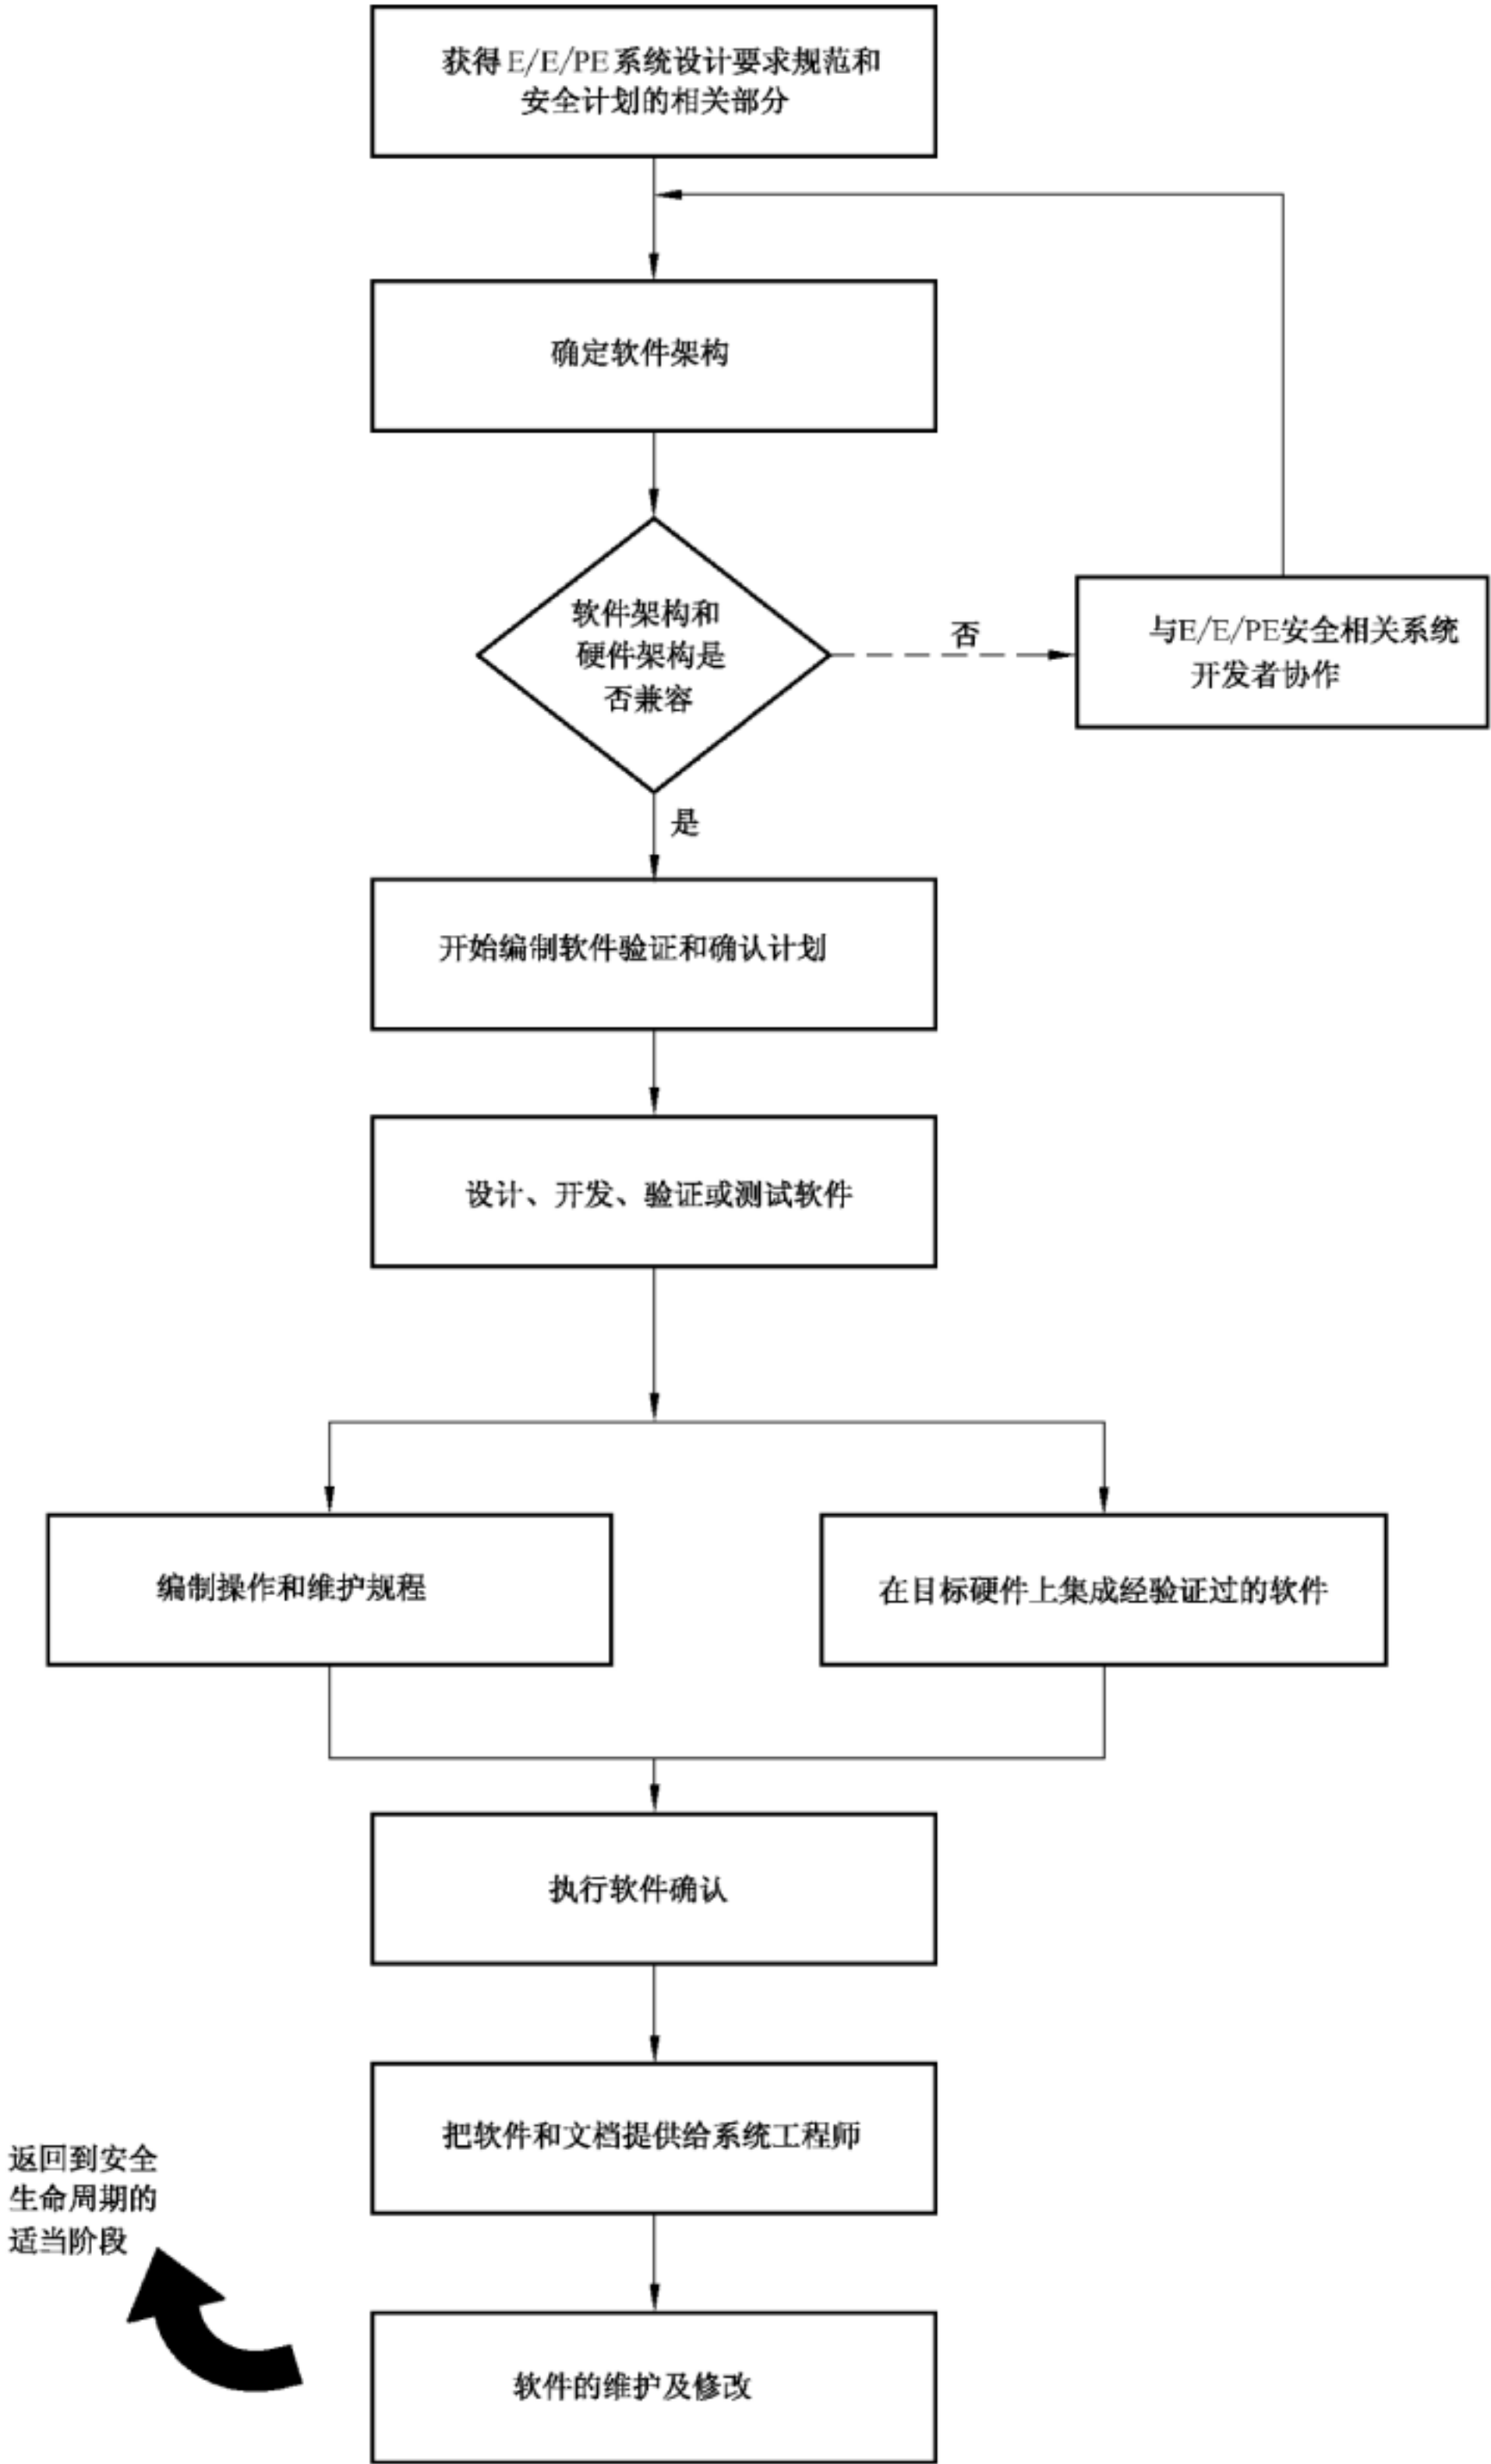 获得E/E/PE系统设计要求规范和
安全计划的相关部分
确定软件架构
软件架构和
硬件架构是
否兼容
否
与E/E/PE安全相关系统
开发者协作
是
开始编制软件验证和确认计划
设计、开发、验证或测试软件
编制操作和维护规程
在目标硬件上集成经验证过的软件
执行软件确认
把软件和文档提供给系统工程师
返回到安全
生命周期的
适当阶段
软件的维护及修改